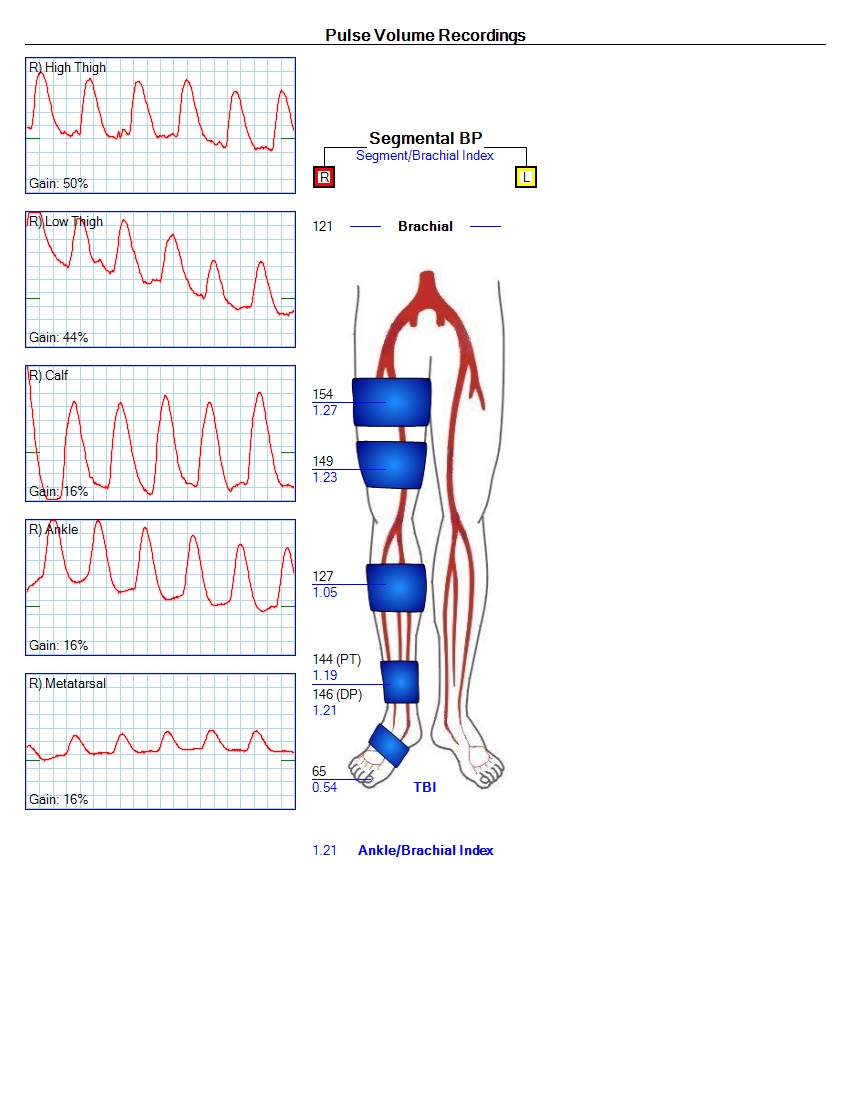 Pulse Volume Recordings
R) High Thigh
Gain: 50%
R) Low Thigh
Gain: 44%
R) Calf
Gain: 16%
R) Ankle
Gain: 16%
R) Metatarsal
Gain: 16%
Segmental BP
Segment/Brachial Index
R
L
121
Brachial
154
1.27
149
1.23
127
1.05
144 (PT)
1.19
146 (DP)
1.21
65
0.54
TBI
1.21 Ankle/Brachial Index